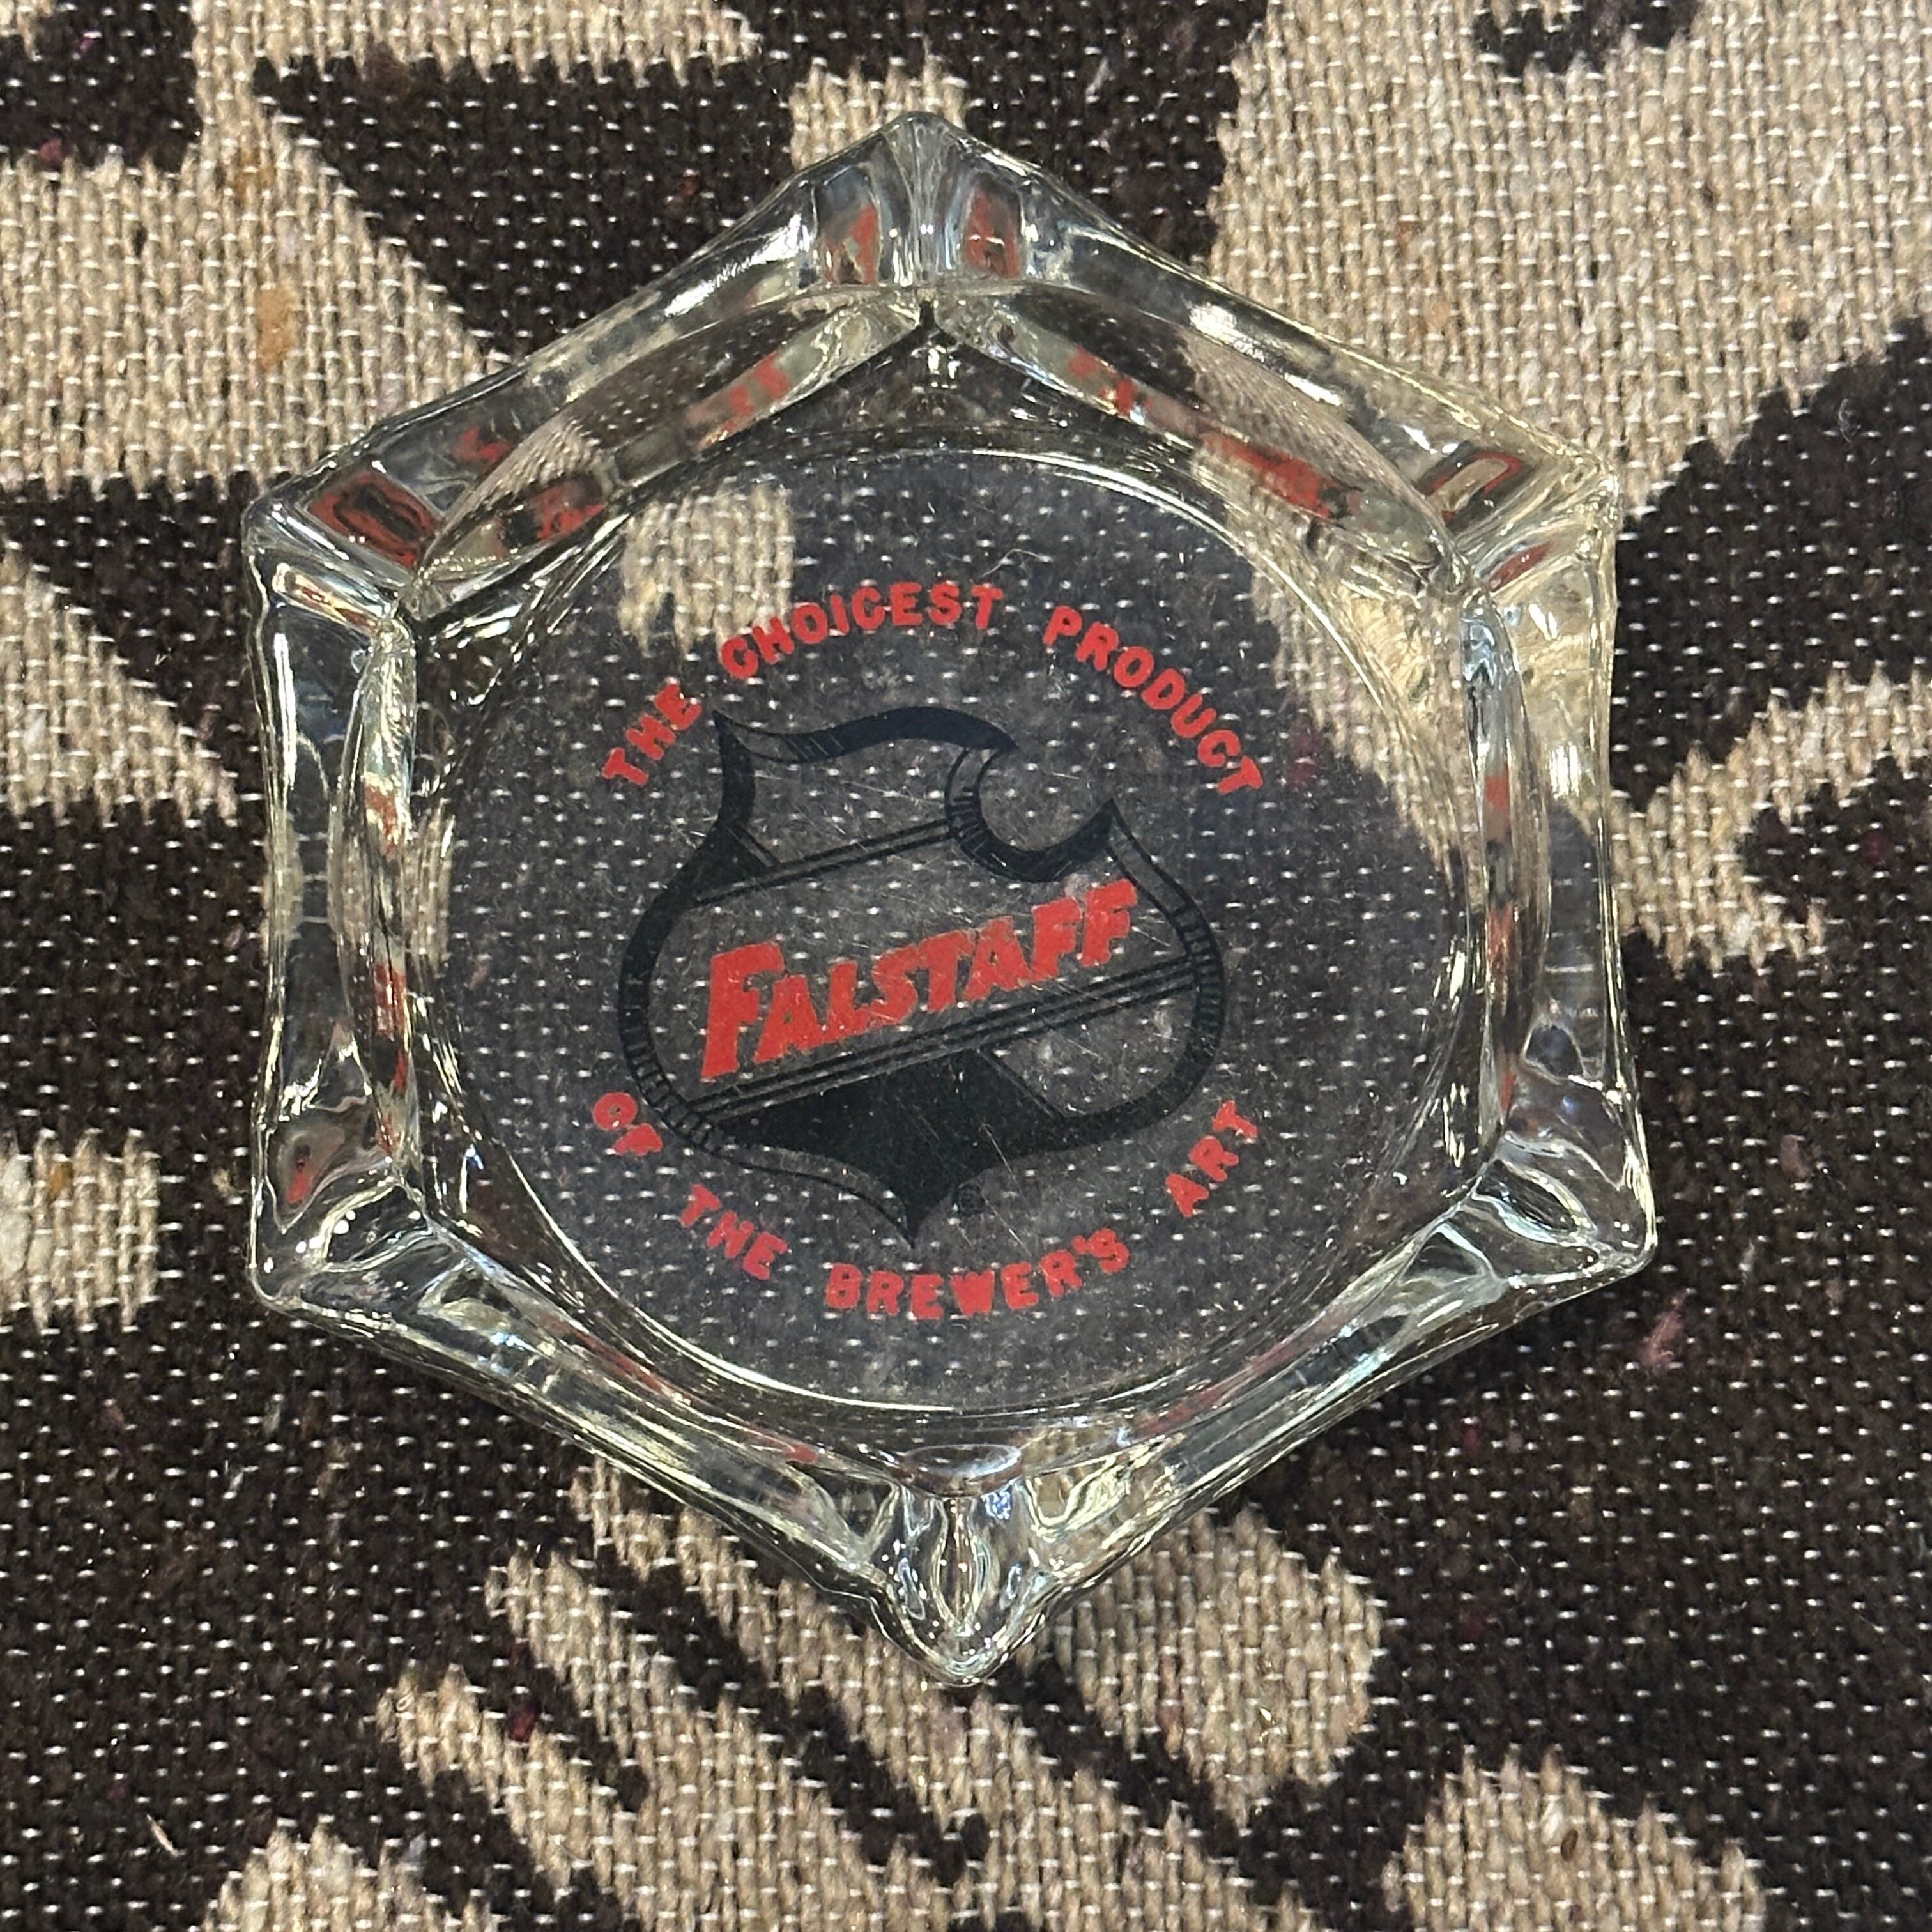 THE CHOICEST PRODUCT
FALSTAFF
OF THE BREWER'S ART